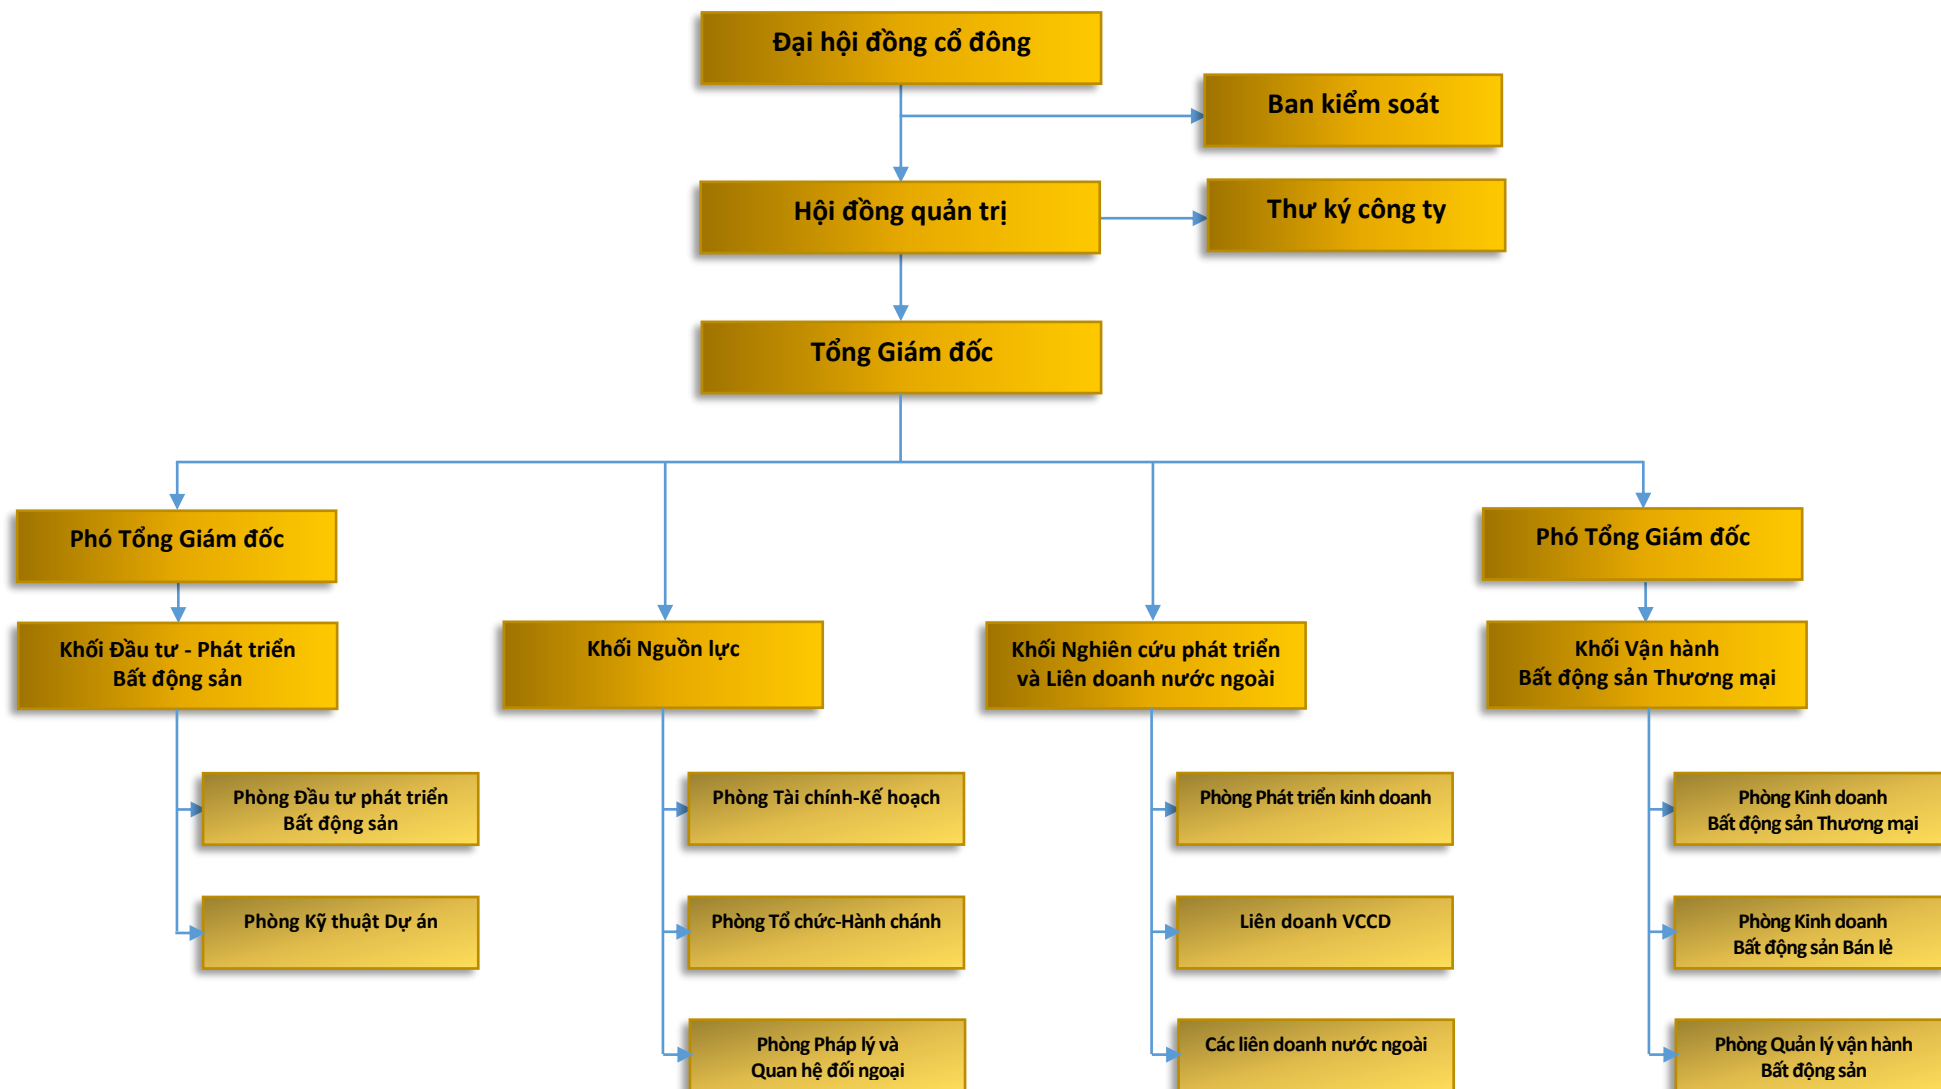 Đại hội đồng cổ đông
Ban kiểm soát
Hội đồng quản trị
Thư ký công ty
Tổng Giám đốc
Phó Tổng Giám đốc
Phó Tổng Giám đốc
Khối Đầu tư - Phát triển
Bất động sản
Khối Nguồn lực
Khối Nghiên cứu phát triển
và Liên doanh nước ngoài
Khối Vận hành
Bất động sản Thương mại
Phòng Đầu tư phát triển
Bất động sản
Phòng Tài chính-Kế hoạch
Phòng Phát triển kinh doanh
Phòng Kinh doanh
Bất động sản Thương mại
Phòng Kỹ thuật Dự án
Phòng Tổ chức-Hành chánh
Liên doanh VCCD
Phòng Kinh doanh
Bất động sản Bán lẻ
Phòng Pháp lý và
Quan hệ đối ngoại
Các liên doanh nước ngoài
Phòng Quản lý vận hành
Bất động sản